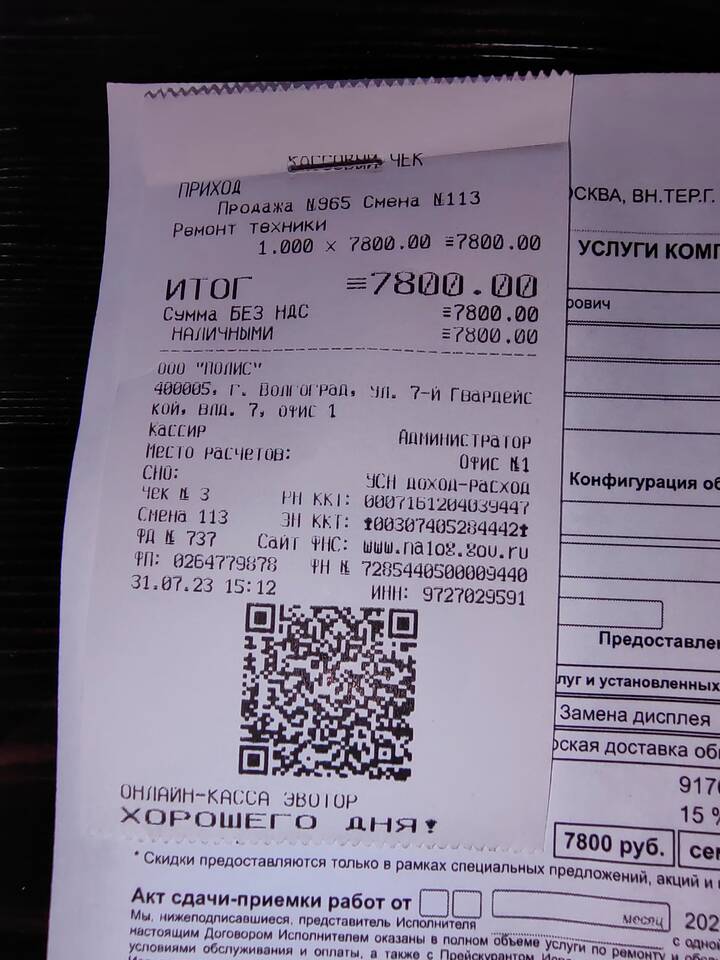 КАССОВЫЙ ЧЕК
ПРИХОД
Продажа №965 Смена №113
Ремонт техники
1.000 x 7800.00 ≡7800.00
ИТОГ ≡7800.00
Сумма БЕЗ НДС ≡7800.00
НАЛИЧНЫМИ ≡7800.00
ООО "ПОЛИС"
400005, г. Волгоград, ул. 7-й Гвардейс
кой, влд. 7, офис 1
Кассир Администратор
Место расчетов: Офис №1
СНО: УСН доход-расход
Чек № 3 РН ККТ: 0007161204039447
Смена 113 ЗН ККТ: 00307405284442
ФД № 737 Сайт ФНС: www.nalog.gov.ru
ФП: 0264779878 ФН № 7285440500009440
31.07.23 15:12 ИНН: 9727029591
ОНЛАЙН-КАССА ЭВОТОР
ХОРОШЕГО ДНЯ!
СКВА, ВН.ТЕР.Г.
УСЛУГИ КОМП
рович
Конфигурация об
Предоставле
луг и установленных
Замена дисплея
рская доставка об
917
15 %
7800 руб. сем
* Скидки предоставляются только в рамках специальных предложений, акций и
Акт сдачи-приемки работ от месяц 202
Мы, нижеподписавшиеся, представитель Исполнителя с одной
настоящим Договором Исполнителем оказаны в полном объеме услуги по ремонту и
условиями обслуживания и оплаты, а также с Прейскурантом